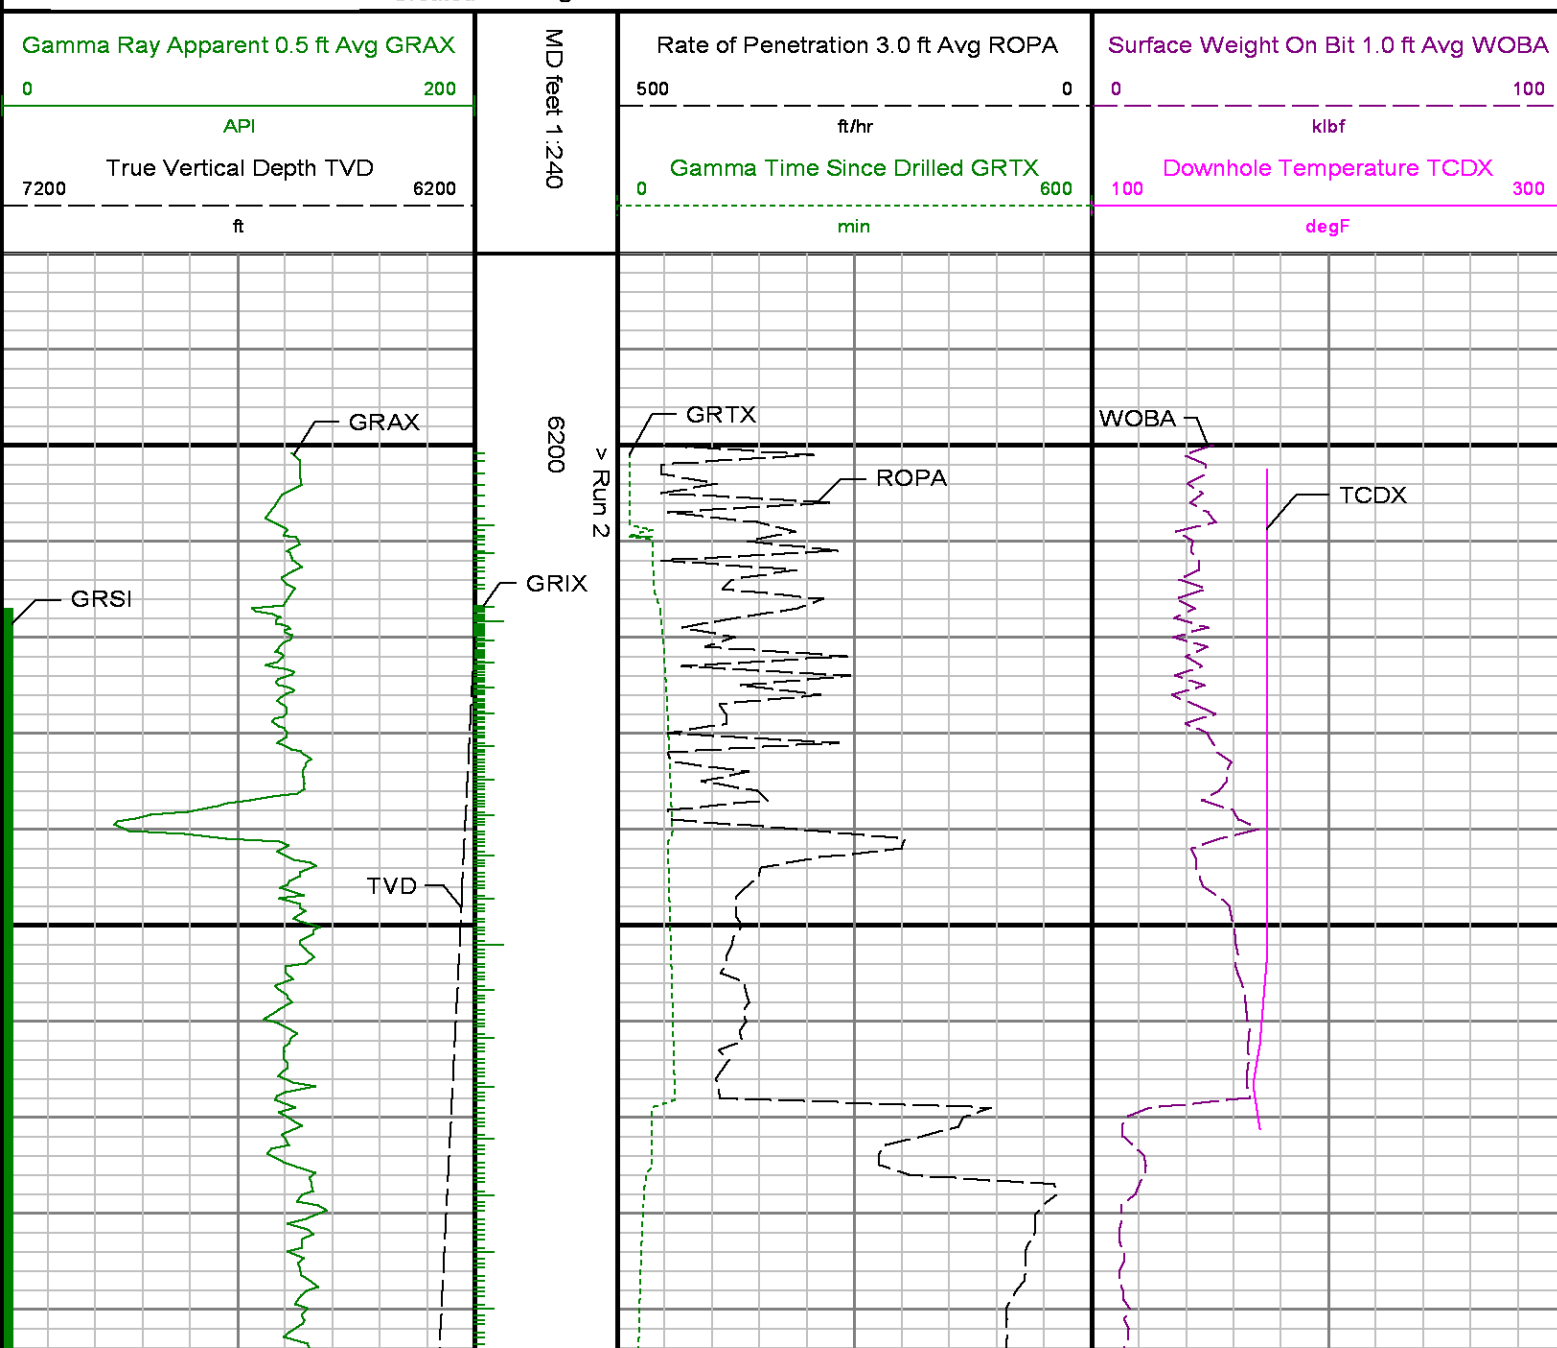 Gamma Ray Apparent 0.5 ft Avg GRAX
0 200
API
True Vertical Depth TVD
7200 6200
ft
MD feet 1:240
Rate of Penetration 3.0 ft Avg ROPA
500 0
ft/hr
Gamma Time Since Drilled GRTX
0 600
min
Surface Weight On Bit 1.0 ft Avg WOBA
0 100
klbf
Downhole Temperature TCDX
100 300
degF
GRAX
GRSI
TVD
6200
> Run 2
GRIX
GRTX
ROPA
WOBA
TCDX